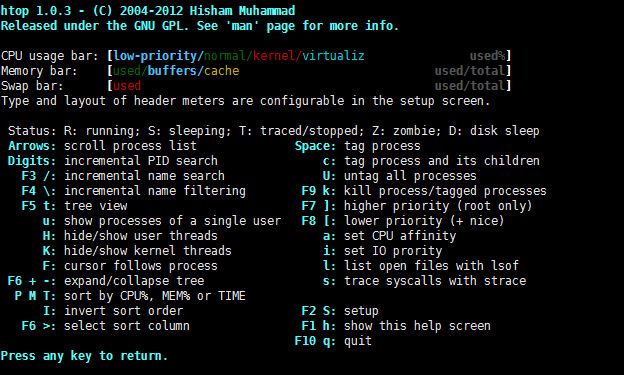 htop 1.0.3 - (C) 2004-2012 Hisham Muhammad
Released under the GNU GPL. See 'man' page for more info.

CPU usage bar: [low-priority/normal/kernel/virtualiz               used%]
Memory bar:    [used/buffers/cache                            used/total]
Swap bar:      [used                                          used/total]
Type and layout of header meters are configurable in the setup screen.

 Status: R: running; S: sleeping; T: traced/stopped; Z: zombie; D: disk sleep
 Arrows: scroll process list             Space: tag process
 Digits: incremental PID search              c: tag process and its children
   F3 /: incremental name search             U: untag all processes
   F4 \: incremental name filtering       F9 k: kill process/tagged processes
   F5 t: tree view                        F7 ]: higher priority (root only)
      u: show processes of a single user  F8 [: lower priority (+ nice)
      H: hide/show user threads              a: set CPU affinity
      K: hide/show kernel threads            i: set IO prority
      F: cursor follows process              l: list open files with lsof
 F6 + -: expand/collapse tree                s: trace syscalls with strace
  P M T: sort by CPU%, MEM% or TIME
      I: invert sort order                F2 S: setup
   F6 >: select sort column               F1 h: show this help screen
                                         F10 q: quit
Press any key to return.